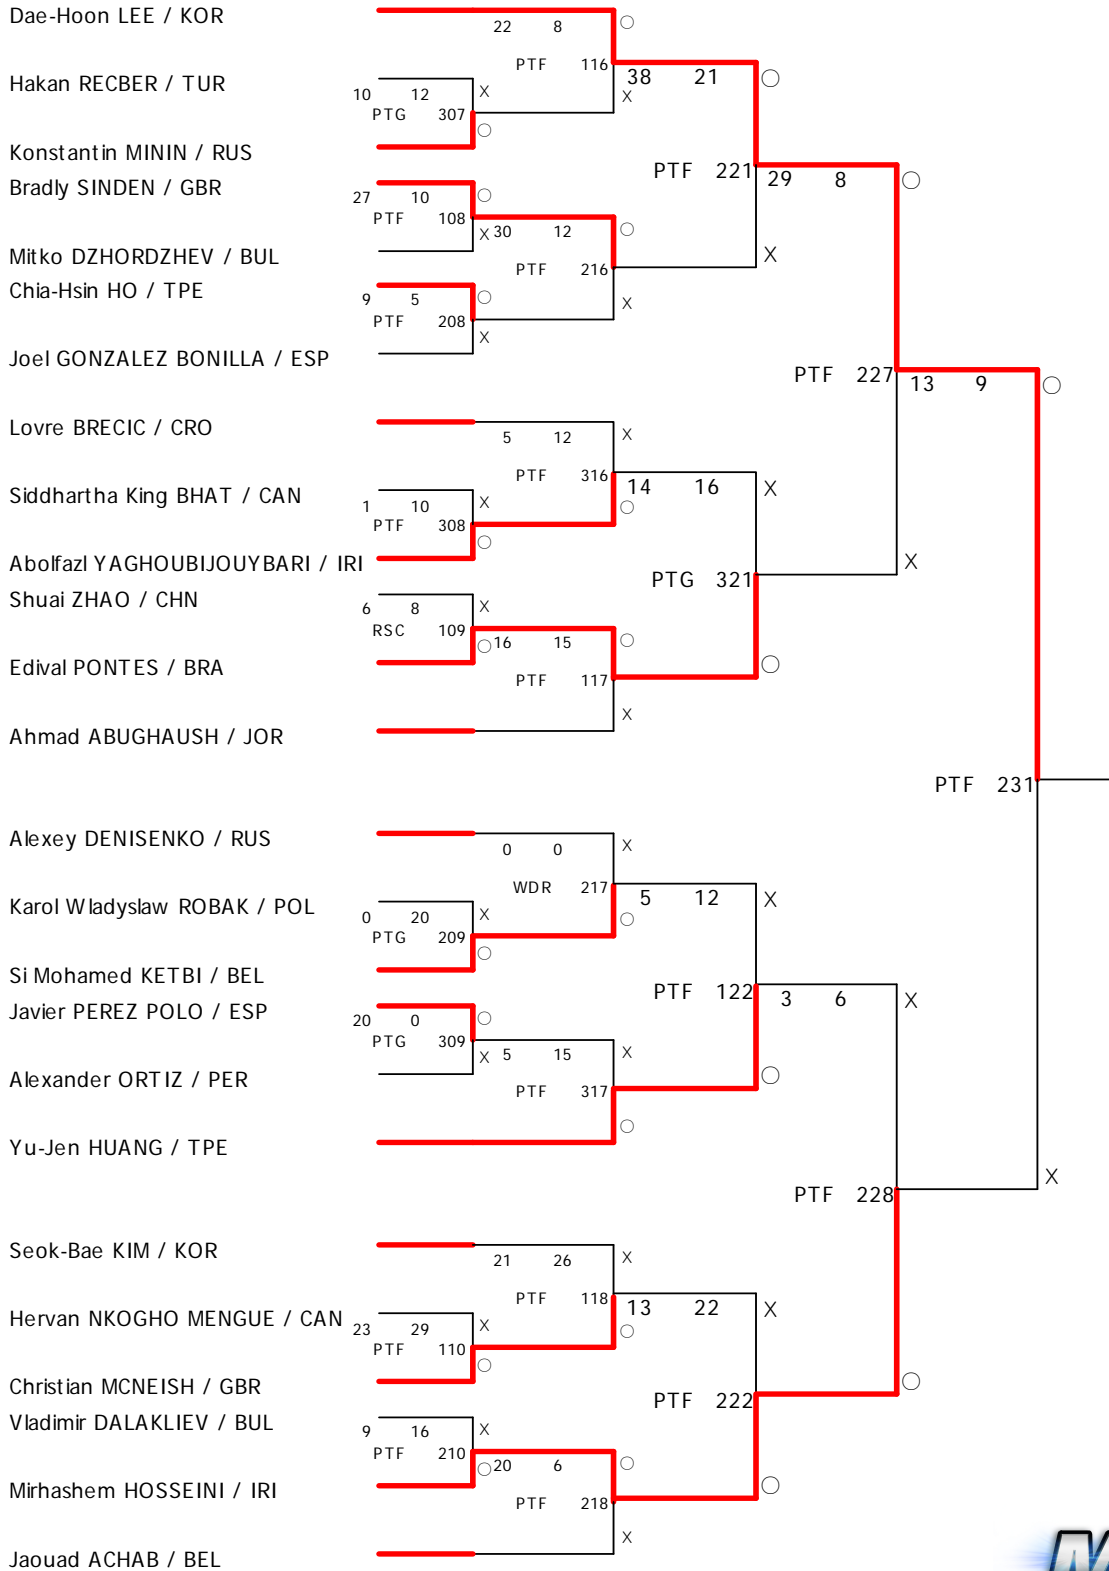 Dae-Hoon LEE / KOR
22 8
PTF 116
38 21
Hakan RECBER / TUR
10 12
PTG 307
X
X
Konstantin MININ / RUS
PTF 221
29 8
Bradly SINDEN / GBR
27 10
PTF 108
X
30 12
PTF 216
X
Mitko DZHORDZHEV / BUL
Chia-Hsin HO / TPE
9 5
PTF 208
X
X
Joel GONZALEZ BONILLA / ESP
PTF 227
13 9
Lovre BRECIC / CRO
5 12
X
PTF 316
14 16
X
Siddhartha King BHAT / CAN
1 10
PTF 308
X
X
Abolfazl YAGHOUBIJOUYBARI / IRI
PTG 321
Shuai ZHAO / CHN
6 8
RSC 109
X
16 15
PTF 117
Edival PONTES / BRA
X
Ahmad ABUGHAUSH / JOR
PTF 231
Alexey DENISENKO / RUS
0 0
X
WDR 217
5 12
X
Karol Wladyslaw ROBAK / POL
0 20
PTG 209
X
Si Mohamed KETBI / BEL
PTF 122
3 6
X
Javier PEREZ POLO / ESP
20 0
PTG 309
X
5 15
X
PTF 317
Alexander ORTIZ / PER
Yu-Jen HUANG / TPE
X
PTF 228
Seok-Bae KIM / KOR
21 26
X
PTF 118
13 22
X
Hervan NKOGHO MENGUE / CAN
23 29
PTF 110
X
Christian MCNEISH / GBR
PTF 222
Vladimir DALAKLIEV / BUL
9 16
PTF 210
X
20 6
PTF 218
Mirhashem HOSSEINI / IRI
X
Jaouad ACHAB / BEL